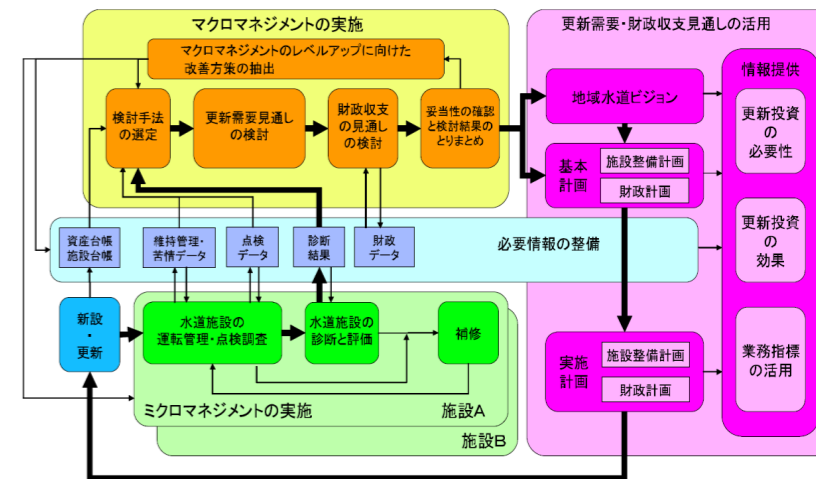 マクロマネジメントの実施
マクロマネジメントのレベルアップに向けた
改善方策の抽出
検討手法
の選定
更新需要見通し
の検討
財政収支
の見通し
の検討
妥当性の確認
と検討結果の
とりまとめ
更新需要・財政収支見通しの活用
地域水道ビジョン
基本
計画
施設整備計画
財政計画
実施
計画
施設整備計画
財政計画
情報提供
更新投資
の
必要性
更新投資
の
効果
業務指標
の活用
資産台帳
施設台帳
維持管理・
苦情データ
点検
データ
診断
結果
財政
データ
必要情報の整備
新設
・
更新
水道施設の
運転管理・点検調査
水道施設の
診断と評価
補修
ミクロマネジメントの実施
施設A
施設B